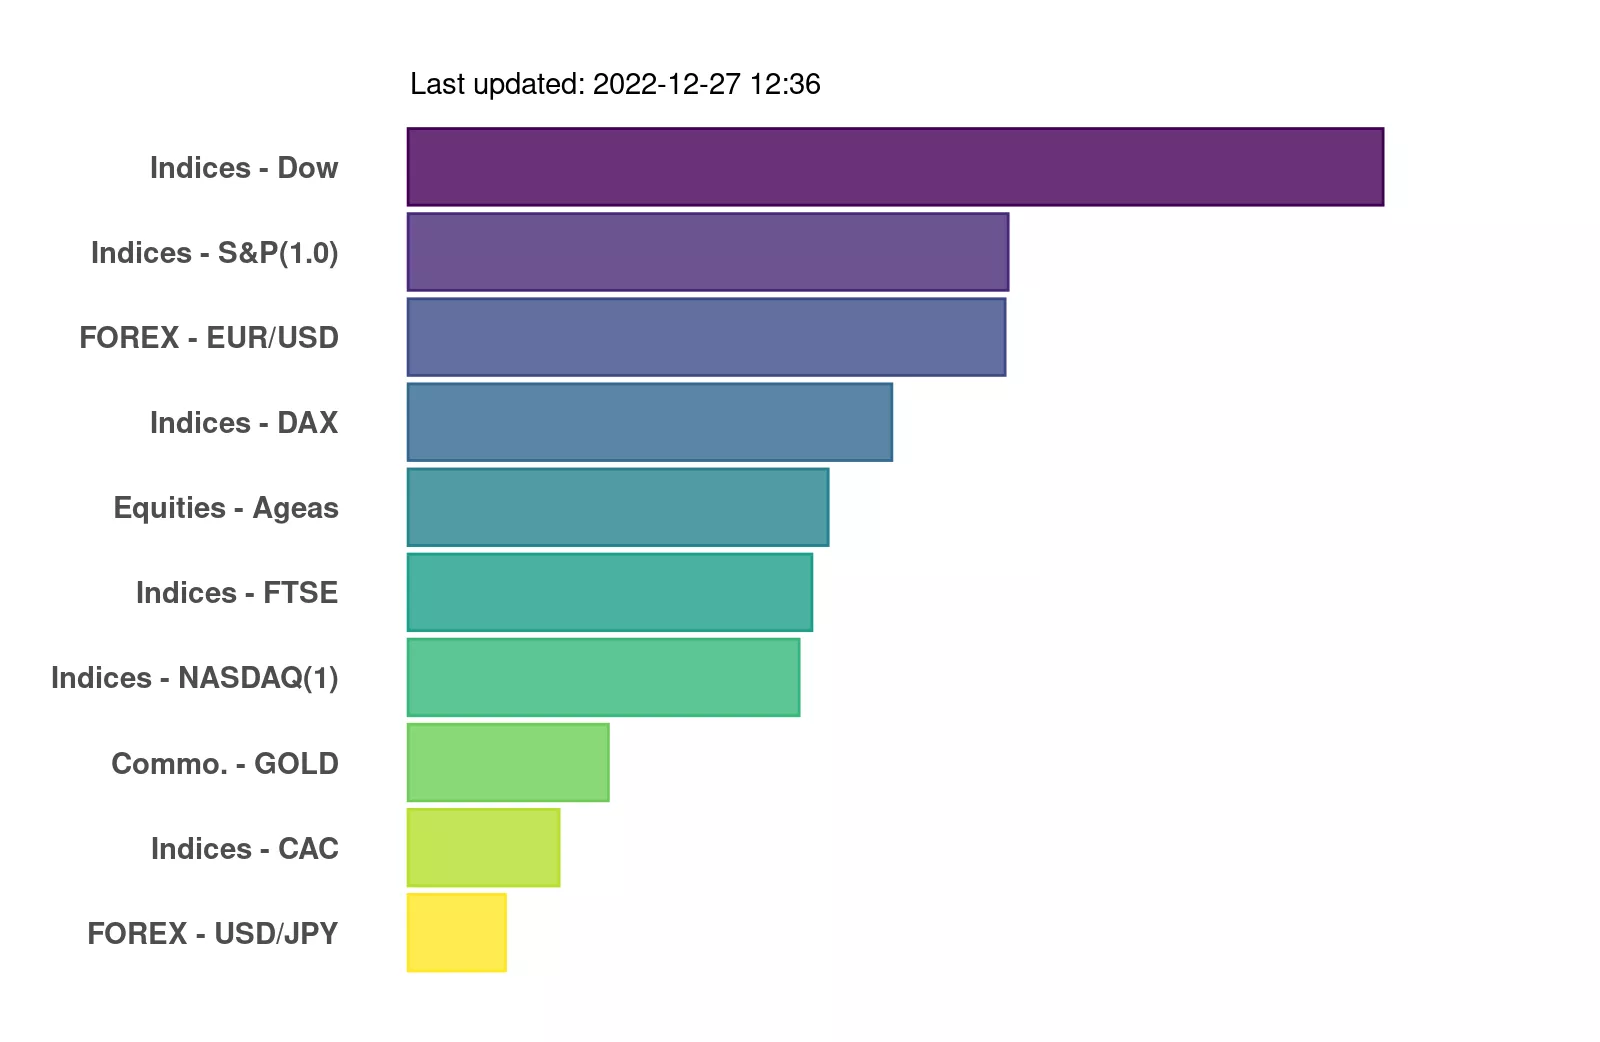 Last updated: 2022-12-27 12:36
Indices - Dow
Indices - S&P(1.0)
FOREX - EUR/USD
Indices - DAX
Equities - Ageas
Indices - FTSE
Indices - NASDAQ(1)
Commo. - GOLD
Indices - CAC
FOREX - USD/JPY